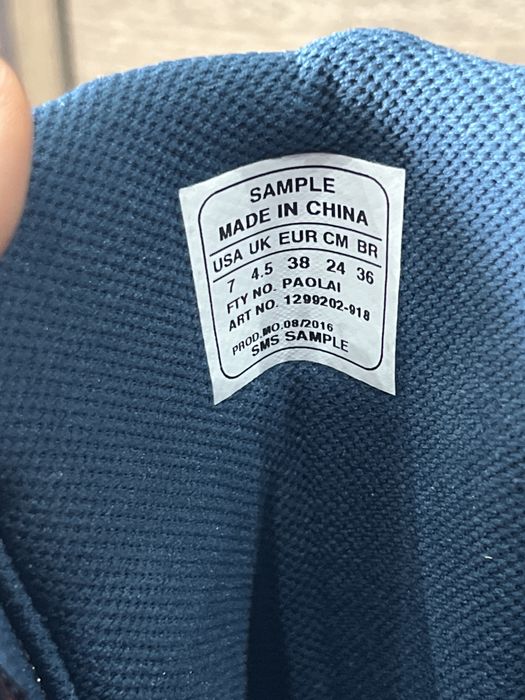 SAMPLE
MADE IN CHINA
USA UK EUR CM BR
7 4.5 38 24 36
FTY NO. PAOLAI
ART NO. 1299202-918
PROD.MO.08/2016
SMS SAMPLE